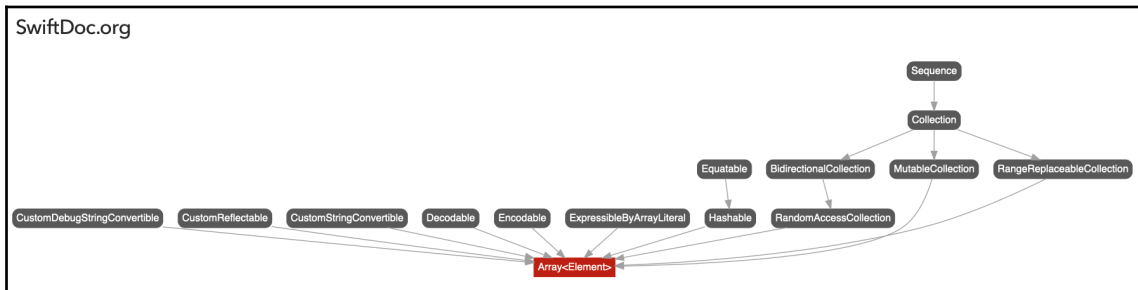 SwiftDoc.org
Sequence
Collection
Equatable BidirectionalCollection MutableCollection RangeReplaceableCollection
CustomDebugStringConvertible CustomReflectable CustomStringConvertible Decodable Encodable ExpressibleByArrayLiteral Hashable RandomAccessCollection
Array<Element>